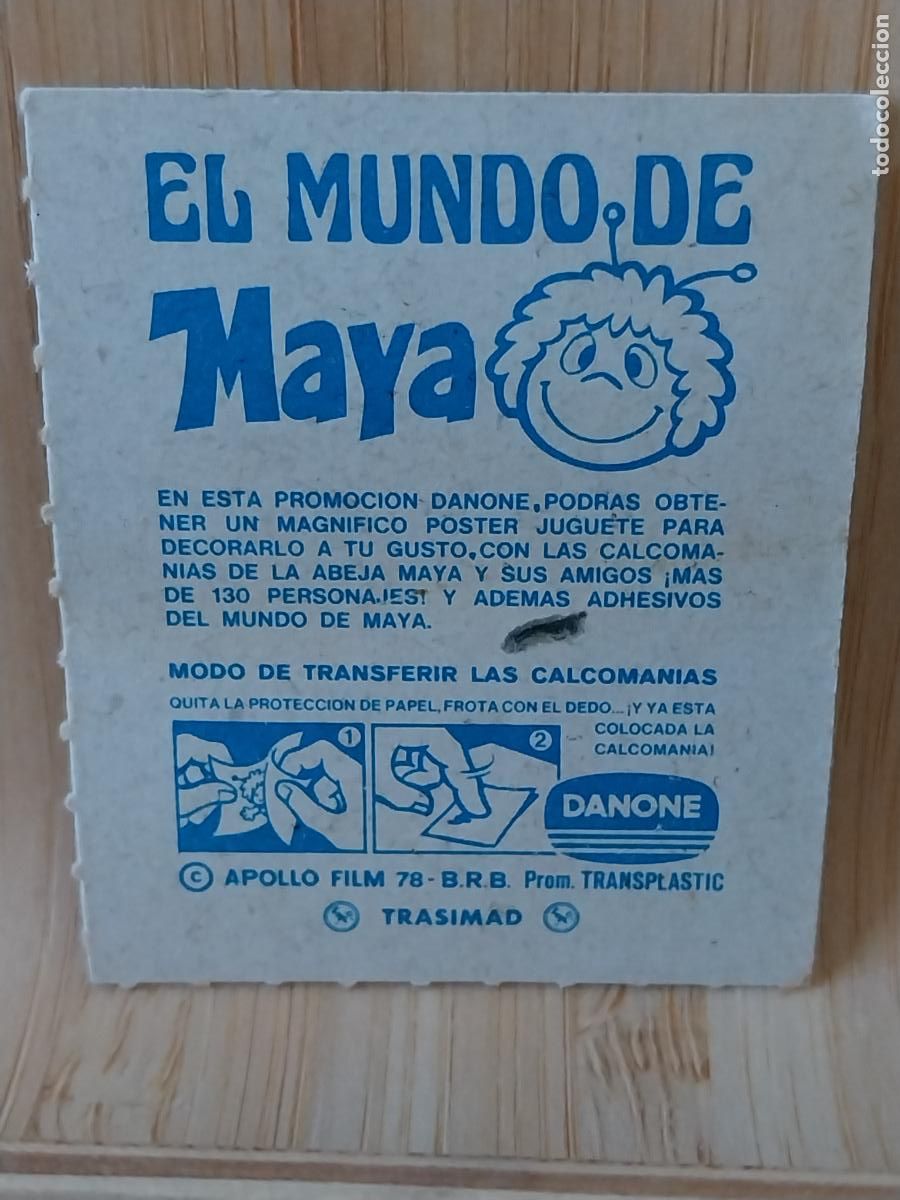 EL MUNDO DE
Maya
EN ESTA PROMOCION DANONE, PODRAS OBTE-
NER UN MAGNIFICO POSTER JUGUETE PARA
DECORARLO A TU GUSTO, CON LAS CALCOMA-
NIAS DE LA ABEJA MAYA Y SUS AMIGOS ¡MAS
DE 130 PERSONAJES! Y ADEMAS ADHESIVOS
DEL MUNDO DE MAYA.
MODO DE TRANSFERIR LAS CALCOMANIAS
QUITA LA PROTECCION DE PAPEL, FROTA CON EL DEDO... ¡Y YA ESTA
COLOCADA LA
CALCOMANIA!
1
2
DANONE
© APOLLO FILM 78 - B.R.B. Prom. TRANSPLASTIC
TRASIMAD
todocoleccion